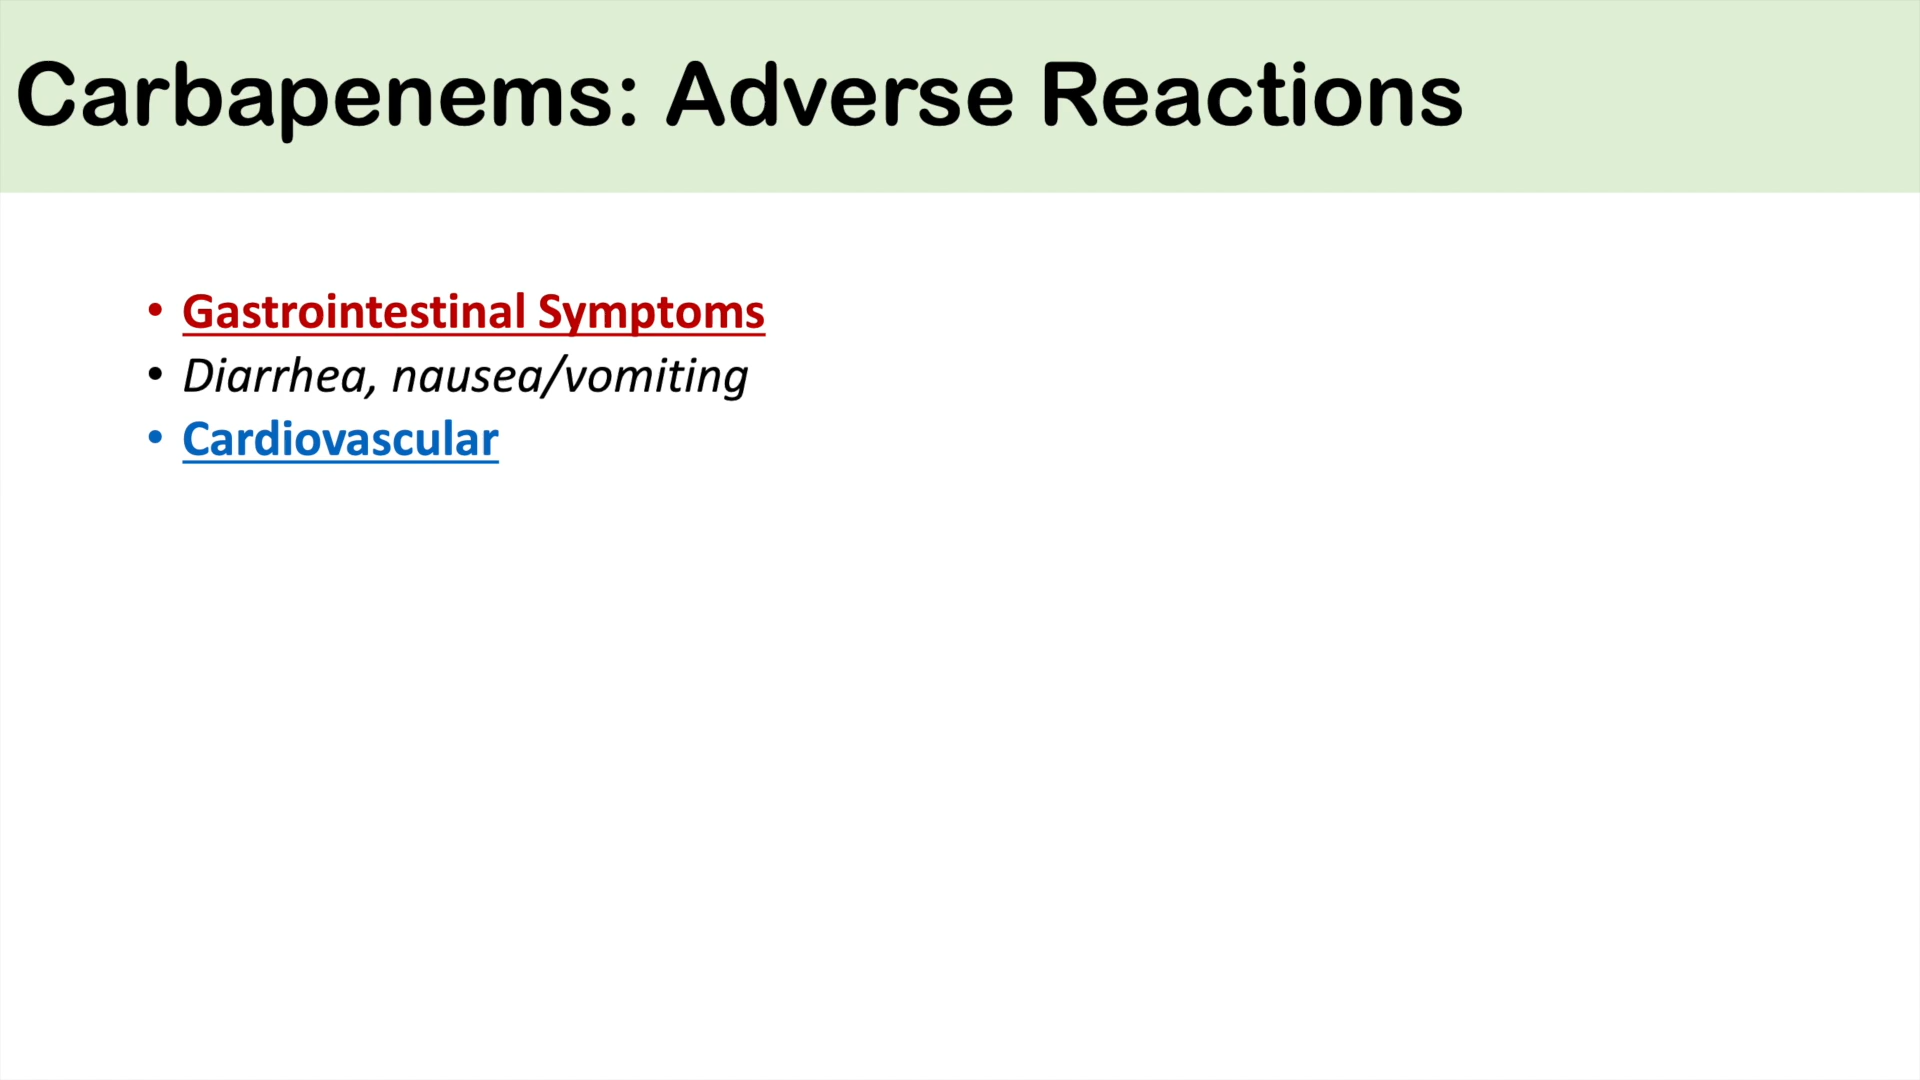 Carbapenems: Adverse Reactions
• Gastrointestinal Symptoms
• Diarrhea, nausea/vomiting
• Cardiovascular